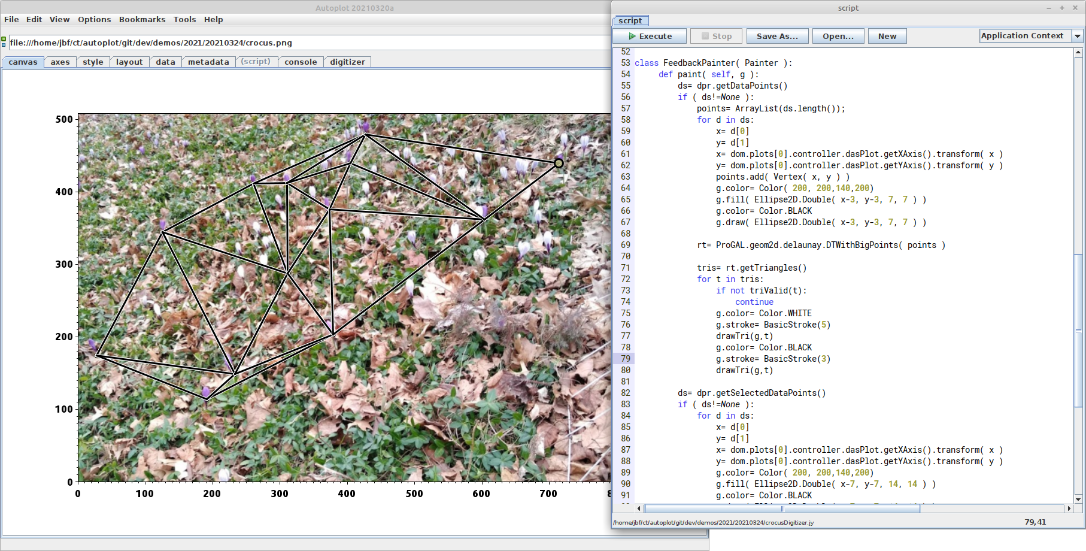 Autoplot 20210320a
File Edit View Options Bookmarks Tools Help
file:///home/jbf/ct/autoplot/git/dev/demos/2021/20210324/crocus.png
canvas axes style layout data metadata (script) console digitizer
500
400
300
200
100
0
0 100 200 300 400 500 600 700
script
script
Execute Stop Save As... Open... New Application Context
52
53 class FeedbackPainter( Painter ):
54 def paint( self, g ):
55 ds= dpr.getDataPoints()
56 if ( ds!=None ):
57 points= ArrayList(ds.length());
58 for d in ds:
59 x= d[0]
60 y= d[1]
61 x= dom.plots[0].controller.dasPlot.getXAxis().transform( x )
62 y= dom.plots[0].controller.dasPlot.getYAxis().transform( y )
63 points.add( Vertex( x, y ) )
64 g.color= Color( 200, 200,140,200)
65 g.fill( Ellipse2D.Double( x-3, y-3, 7, 7 ) )
66 g.color= Color.BLACK
67 g.draw( Ellipse2D.Double( x-3, y-3, 7, 7 ) )
68
69 rt= ProGAL.geom2d.delaunay.DTWithBigPoints( points )
70
71 tris= rt.getTriangles()
72 for t in tris:
73 if not triValid(t):
74 continue
75 g.color= Color.WHITE
76 g.stroke= BasicStroke(5)
77 drawTri(g,t)
78 g.color= Color.BLACK
79 g.stroke= BasicStroke(3)
80 drawTri(g,t)
81
82 ds= dpr.getSelectedDataPoints()
83 if ( ds!=None ):
84 for d in ds:
85 x= d[0]
86 y= d[1]
87 x= dom.plots[0].controller.dasPlot.getXAxis().transform( x )
88 y= dom.plots[0].controller.dasPlot.getYAxis().transform( y )
89 g.color= Color( 200, 200,140,200)
90 g.fill( Ellipse2D.Double( x-7, y-7, 14, 14 ) )
91 g.color= Color.BLACK
/home/jbf/ct/autoplot/git/dev/demos/2021/20210324/crocusDigitizer.jy 79,41